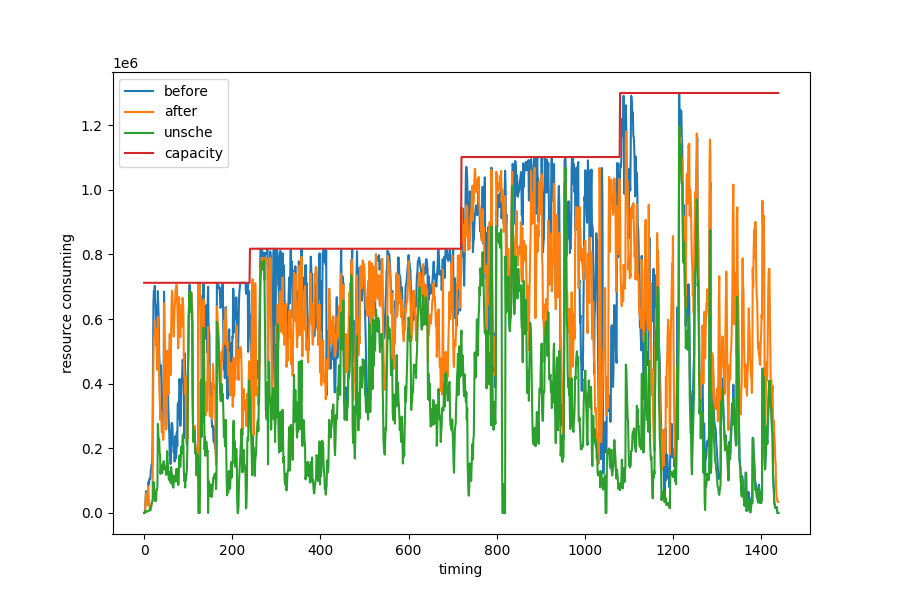 1e6
before
after
unsche
capacity
1.2
1.0
0.8
0.6
0.4
0.2
0.0
resource consuming
0 200 400 600 800 1000 1200 1400
timing